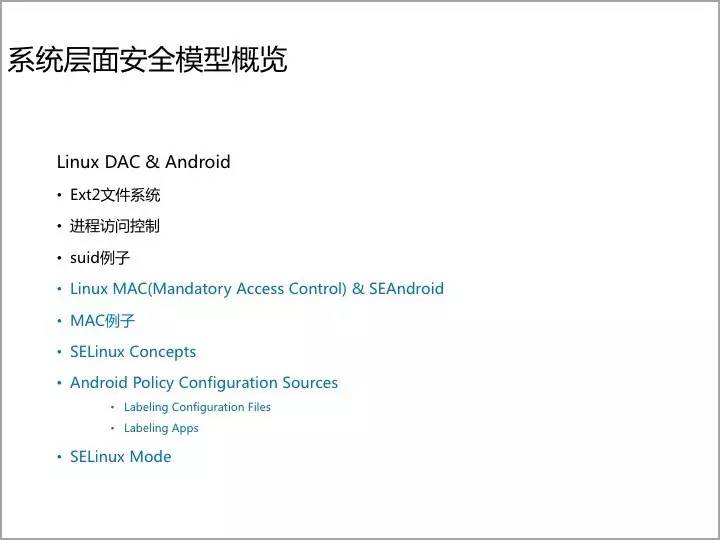 系统层面安全模型概览
Linux DAC & Android
• Ext2文件系统
• 进程访问控制
• suid例子
• Linux MAC(Mandatory Access Control) & SEAndroid
• MAC例子
• SELinux Concepts
• Android Policy Configuration Sources
• Labeling Configuration Files
• Labeling Apps
• SELinux Mode